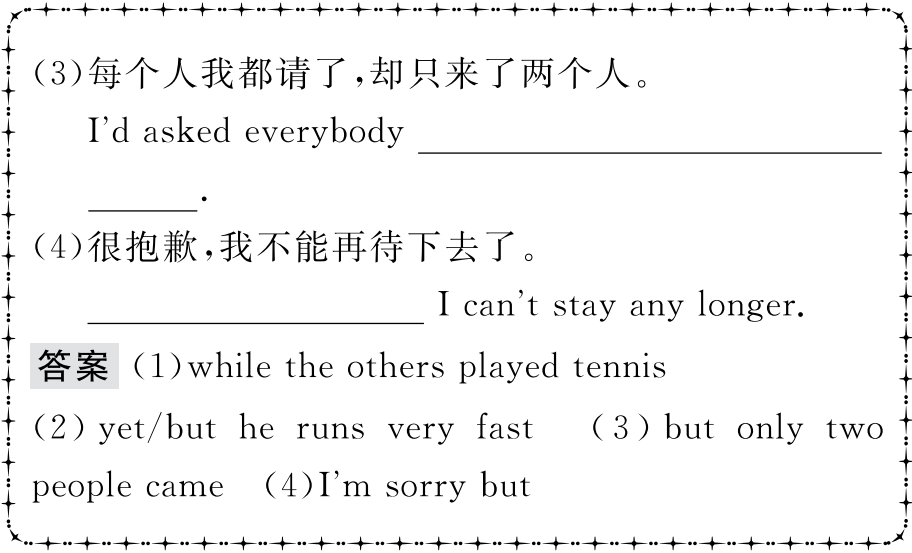 (3)每个人我都请了,却只来了两个人。
I'd asked everybody ____________________
______.
(4)很抱歉,我不能再待下去了。
________________ I can't stay any longer.
答案 (1)while the others played tennis
(2)yet/but he runs very fast (3)but only two
people came (4)I'm sorry but